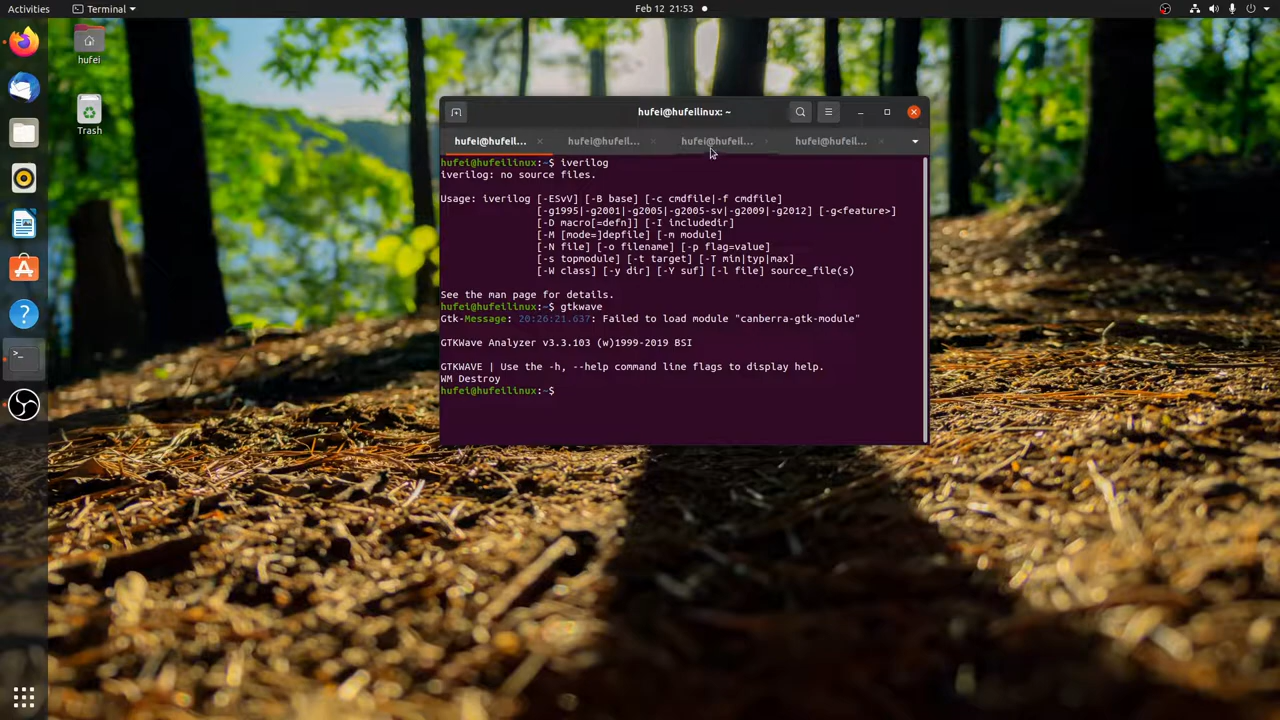 Activities Terminal Feb 12 21:53
hufei
Trash
hufei@hufeilinux: ~
hufei@hufeil... hufei@hufeil... hufei@hufeil... hufei@hufeil...
hufei@hufeilinux:~$ iverilog
iverilog: no source files.
Usage: iverilog [-ESvV] [-B base] [-c cmdfile|-f cmdfile]
[-g1995|-g2001|-g2005|-g2005-sv|-g2009|-g2012] [-g<feature>]
[-D macro[=defn]] [-I includedir]
[-M [mode=]depfile] [-m module]
[-N file] [-o filename] [-p flag=value]
[-s topmodule] [-t target] [-T min|typ|max]
[-W class] [-y dir] [-Y suf] [-l file] source_file(s)
See the man page for details.
hufei@hufeilinux:~$ gtkwave
Gtk-Message: 20:26:21.637: Failed to load module "canberra-gtk-module"
GTKWave Analyzer v3.3.103 (w)1999-2019 BSI
GTKWAVE | Use the -h, --help command line flags to display help.
WM Destroy
hufei@hufeilinux:~$